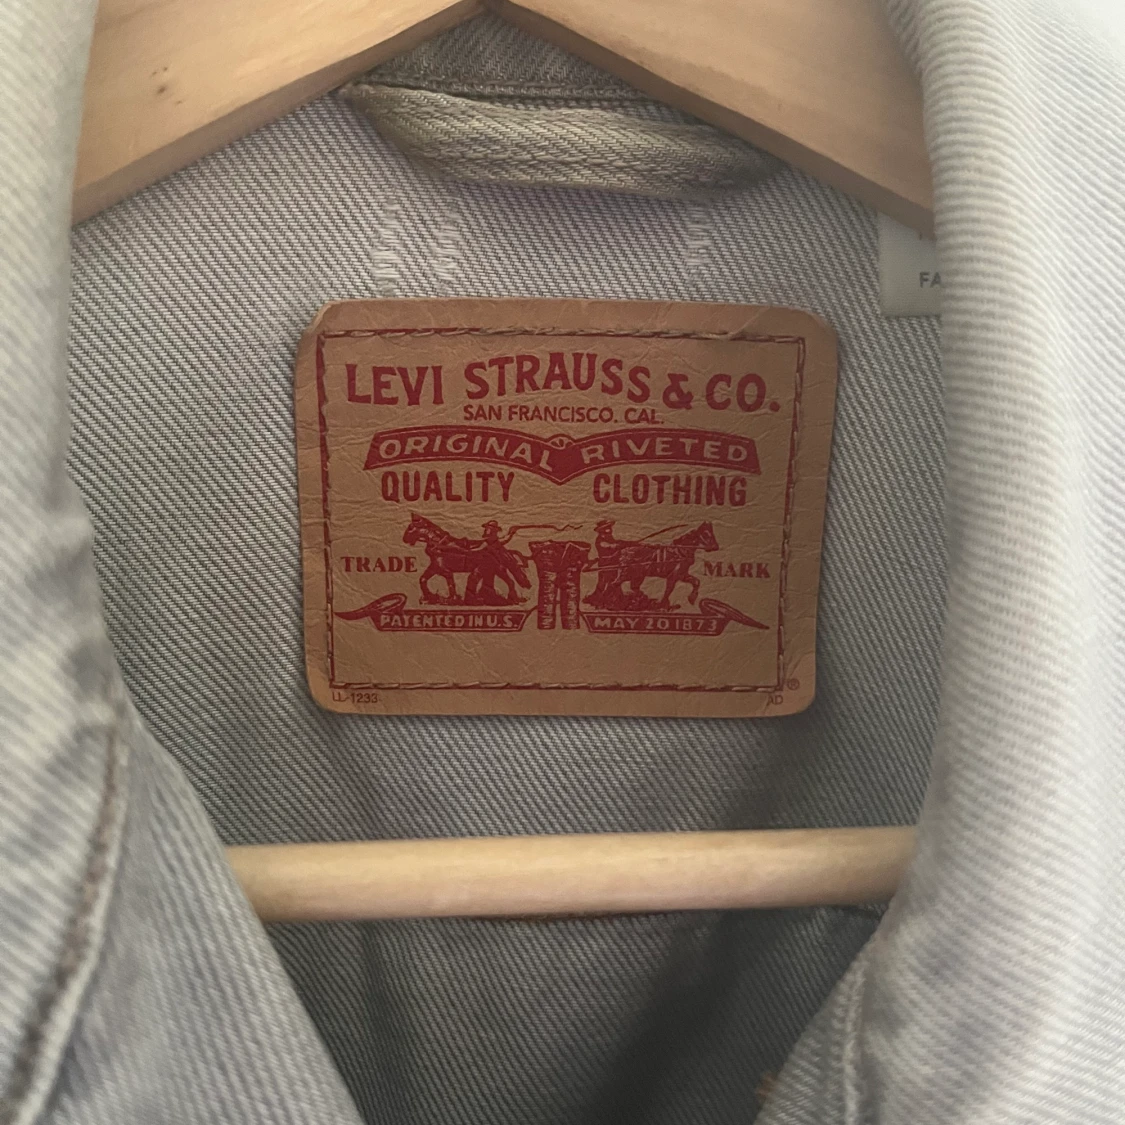 LEVI STRAUSS & CO.
SAN FRANCISCO. CAL.
ORIGINAL RIVETED
QUALITY CLOTHING
TRADE MARK
PATENTED IN U.S. MAY 20 1873
LL-1233 AD ®
FA